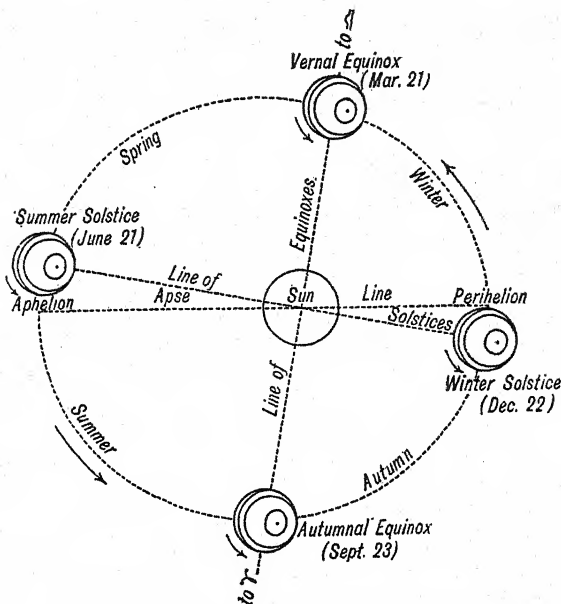 to ♎
Vernal Equinox
(Mar. 21)
Spring
Winter
Equinoxes
Summer Solstice
(June 21)
Line of
Aphelion
Apse
Sun
Line
Perihelion
Solstices
Line of
Winter Solstice
(Dec. 22)
Summer
Autumn
Autumnal Equinox
(Sept. 23)
to ♈